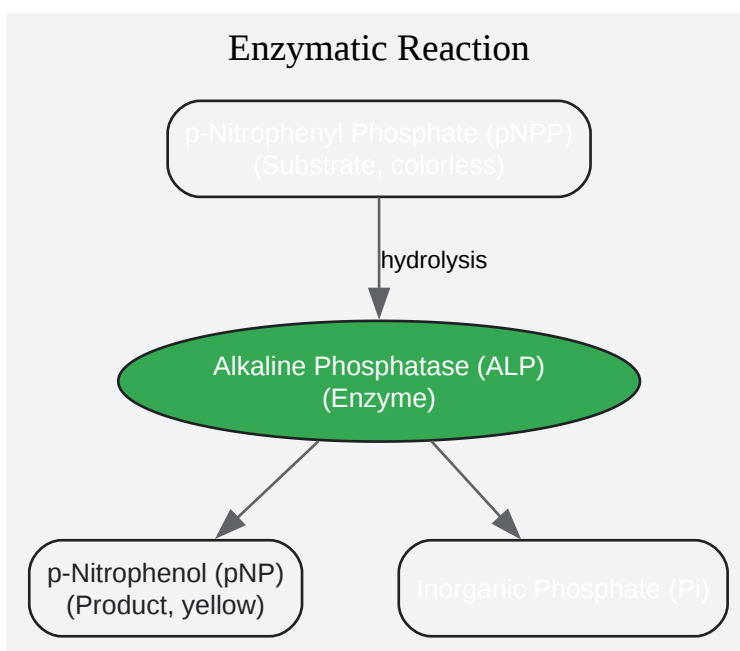 Enzymatic Reaction
p-Nitrophenyl Phosphate (pNPP)
(Substrate, colorless)
hydrolysis
Alkaline Phosphatase (ALP)
(Enzyme)
p-Nitrophenol (pNP)
(Product, yellow)
Inorganic Phosphate (Pi)